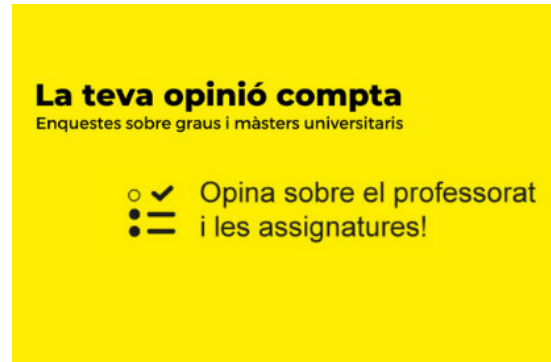 La teva opinió compta
Enquestes sobre graus i màsters universitaris
Opina sobre el professorat
i les assignatures!